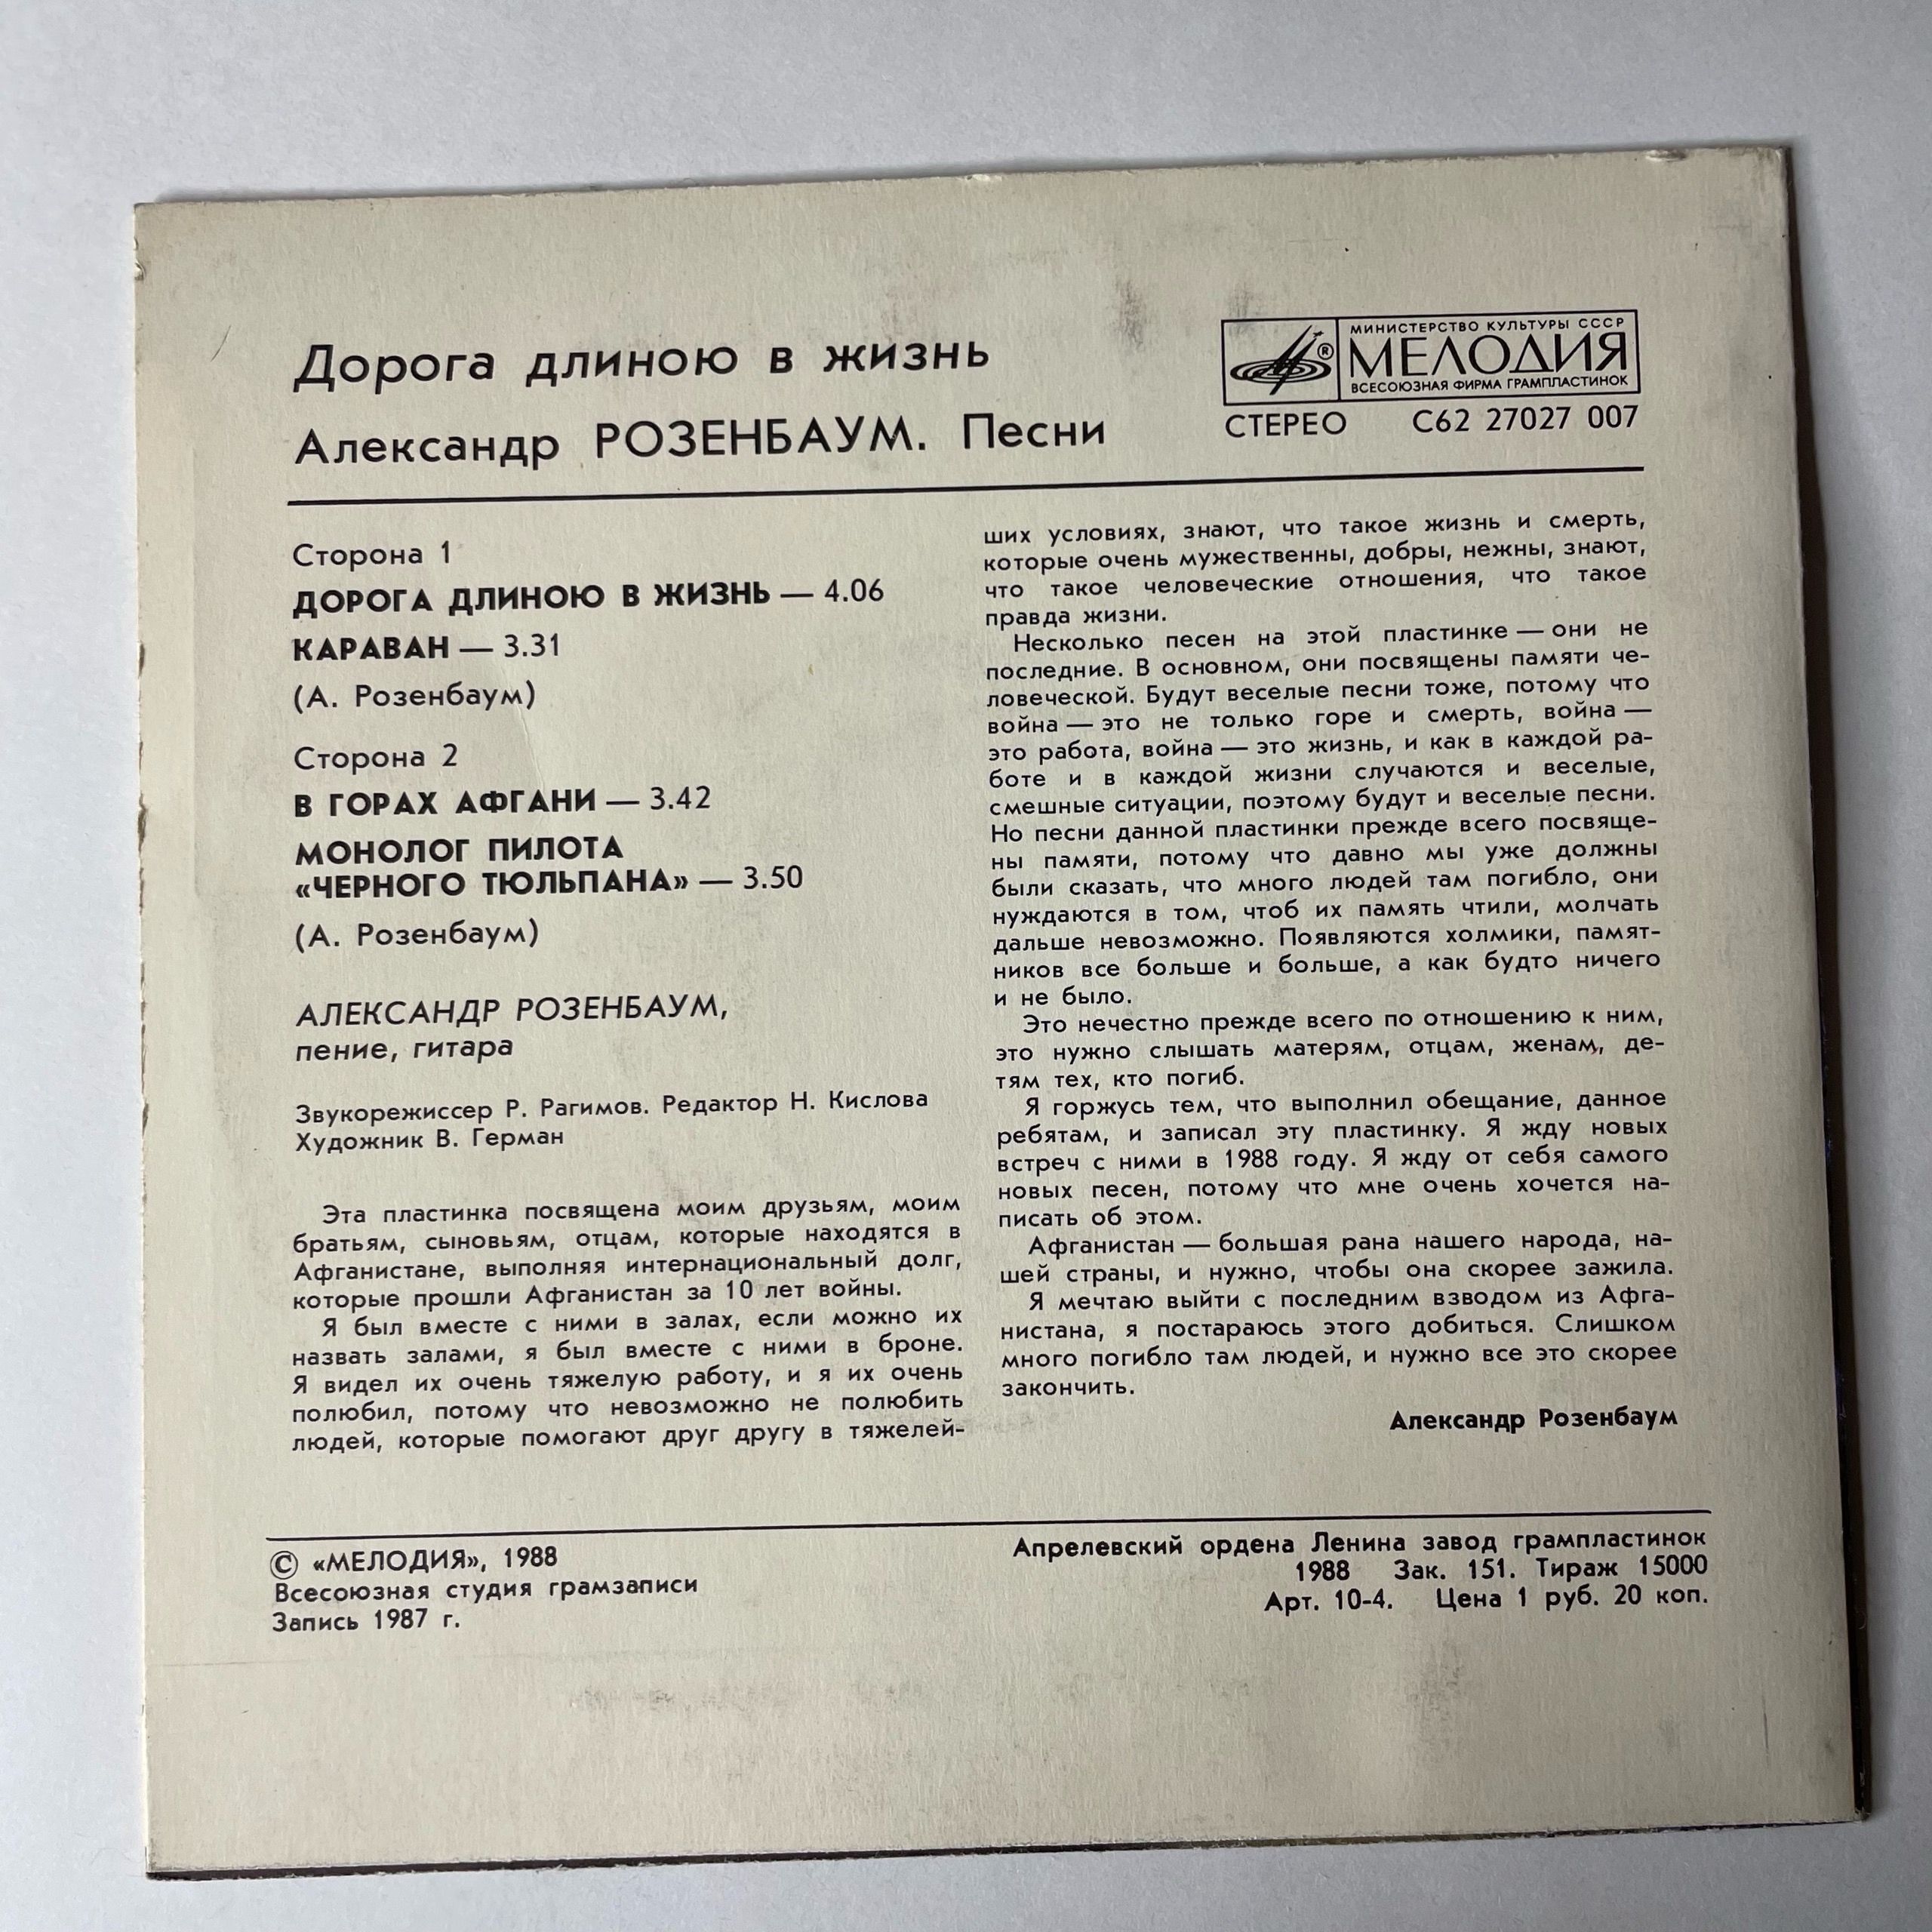 Дорога длиною в жизнь
Александр РОЗЕНБАУМ. Песни
МИНИСТЕРСТВО КУЛЬТУРЫ СССР
МЕЛОДИЯ
®
ВСЕСОЮЗНАЯ ФИРМА ГРАМПЛАСТИНОК
СТЕРЕО С62 27027 007
Сторона 1
ДОРОГА ДЛИНОЮ В ЖИЗНЬ — 4.06
КАРАВАН — 3.31
(А. Розенбаум)
Сторона 2
В ГОРАХ АФГАНИ — 3.42
МОНОЛОГ ПИЛОТА
«ЧЕРНОГО ТЮЛЬПАНА» — 3.50
(А. Розенбаум)
АЛЕКСАНДР РОЗЕНБАУМ,
пение, гитара
Звукорежиссер Р. Рагимов. Редактор Н. Кислова
Художник В. Герман
Эта пластинка посвящена моим друзьям, моим
братьям, сыновьям, отцам, которые находятся в
Афганистане, выполняя интернациональный долг,
которые прошли Афганистан за 10 лет войны.
Я был вместе с ними в залах, если можно их
назвать залами, я был вместе с ними в броне.
Я видел их очень тяжелую работу, и я их очень
полюбил, потому что невозможно не полюбить
людей, которые помогают друг другу в тяжелей-
ших условиях, знают, что такое жизнь и смерть,
которые очень мужественны, добры, нежны, знают,
что такое человеческие отношения, что такое
правда жизни.
Несколько песен на этой пластинке — они не
последние. В основном, они посвящены памяти че-
ловеческой. Будут веселые песни тоже, потому что
война — это не только горе и смерть, война —
это работа, война — это жизнь, и как в каждой ра-
боте и в каждой жизни случаются и веселые,
смешные ситуации, поэтому будут и веселые песни.
Но песни данной пластинки прежде всего посвяще-
ны памяти, потому что давно мы уже должны
были сказать, что много людей там погибло, они
нуждаются в том, чтоб их память чтили, молчать
дальше невозможно. Появляются холмики, памят-
ников все больше и больше, а как будто ничего
и не было.
Это нечестно прежде всего по отношению к ним,
это нужно слышать матерям, отцам, женам, де-
тям тех, кто погиб.
Я горжусь тем, что выполнил обещание, данное
ребятам, и записал эту пластинку. Я жду новых
встреч с ними в 1988 году. Я жду от себя самого
новых песен, потому что мне очень хочется на-
писать об этом.
Афганистан — большая рана нашего народа, на-
шей страны, и нужно, чтобы она скорее зажила.
Я мечтаю выйти с последним взводом из Афга-
нистана, я постараюсь этого добиться. Слишком
много погибло там людей, и нужно все это скорее
закончить.
Александр Розенбаум
© «МЕЛОДИЯ», 1988
Всесоюзная студия грамзаписи
Запись 1987 г.
Апрелевский ордена Ленина завод грампластинок
1988 Зак. 151. Тираж 15000
Арт. 10-4. Цена 1 руб. 20 коп.